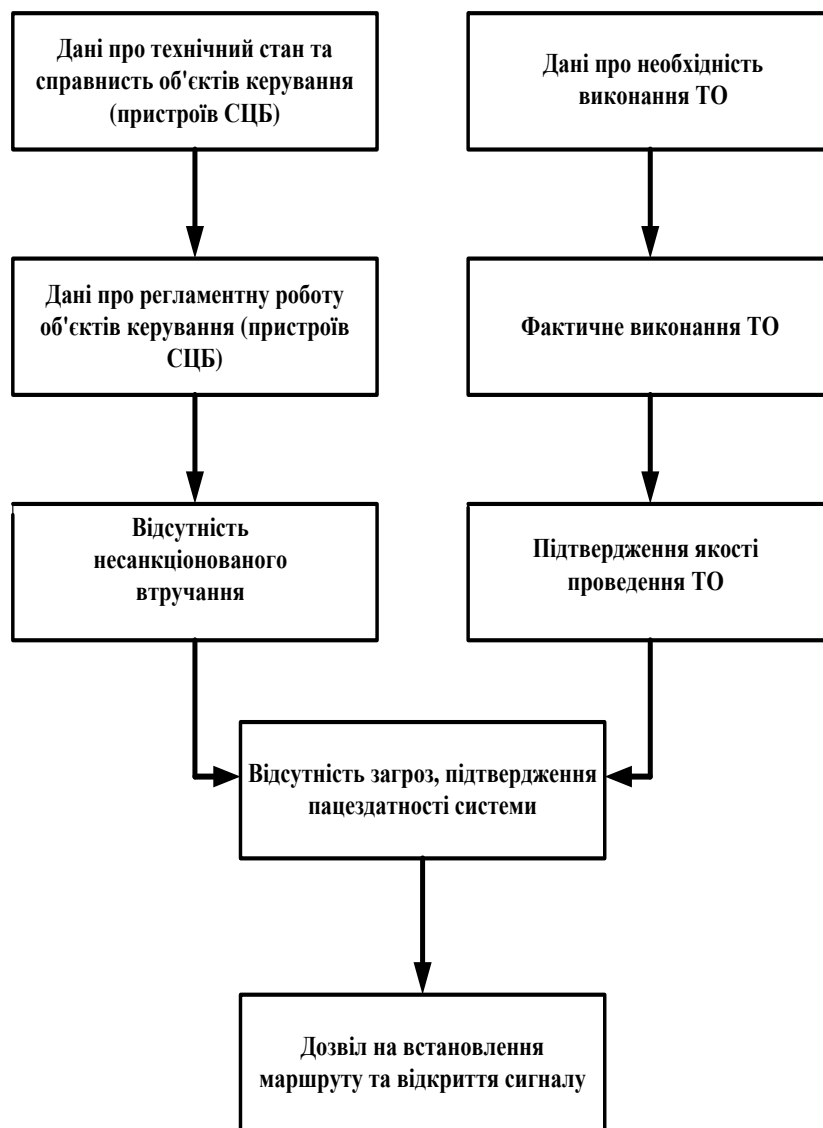 Дані про технічний стан та
справнисть об'єктів керування
(пристроїв СЦБ)
Дані про необхідність
виконання ТО
Дані про регламентну роботу
об'єктів керування (пристроїв
СЦБ)
Фактичне виконання ТО
Відсутність
несанкціонованого
втручання
Підтвердження якості
проведення ТО
Відсутність загроз, підтвердження
пацездатності системи
Дозвіл на встановлення
маршруту та відкриття сигналу